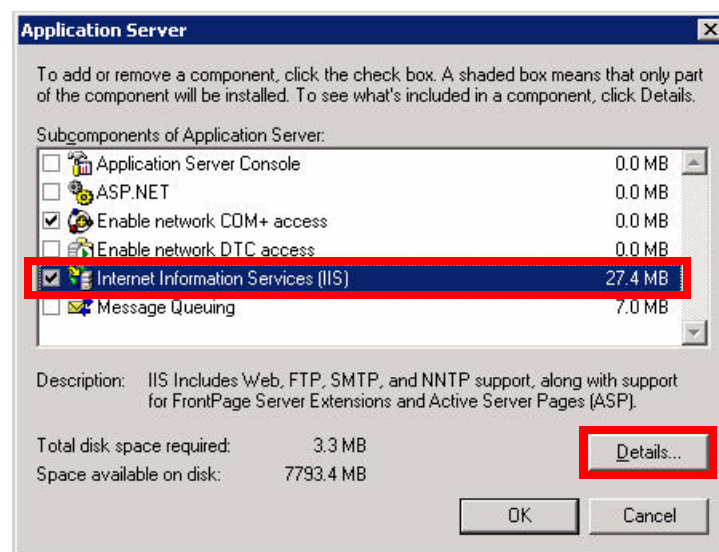 Application Server
To add or remove a component, click the check box. A shaded box means that only part
of the component will be installed. To see what's included in a component, click Details.
Subcomponents of Application Server:
Application Server Console 0.0 MB
ASP.NET 0.0 MB
Enable network COM+ access 0.0 MB
Enable network DTC access 0.0 MB
Internet Information Services (IIS) 27.4 MB
Message Queuing 7.0 MB
Description: IIS Includes Web, FTP, SMTP, and NNTP support, along with support
for FrontPage Server Extensions and Active Server Pages (ASP).
Total disk space required: 3.3 MB
Details...
Space available on disk: 7793.4 MB
OK Cancel